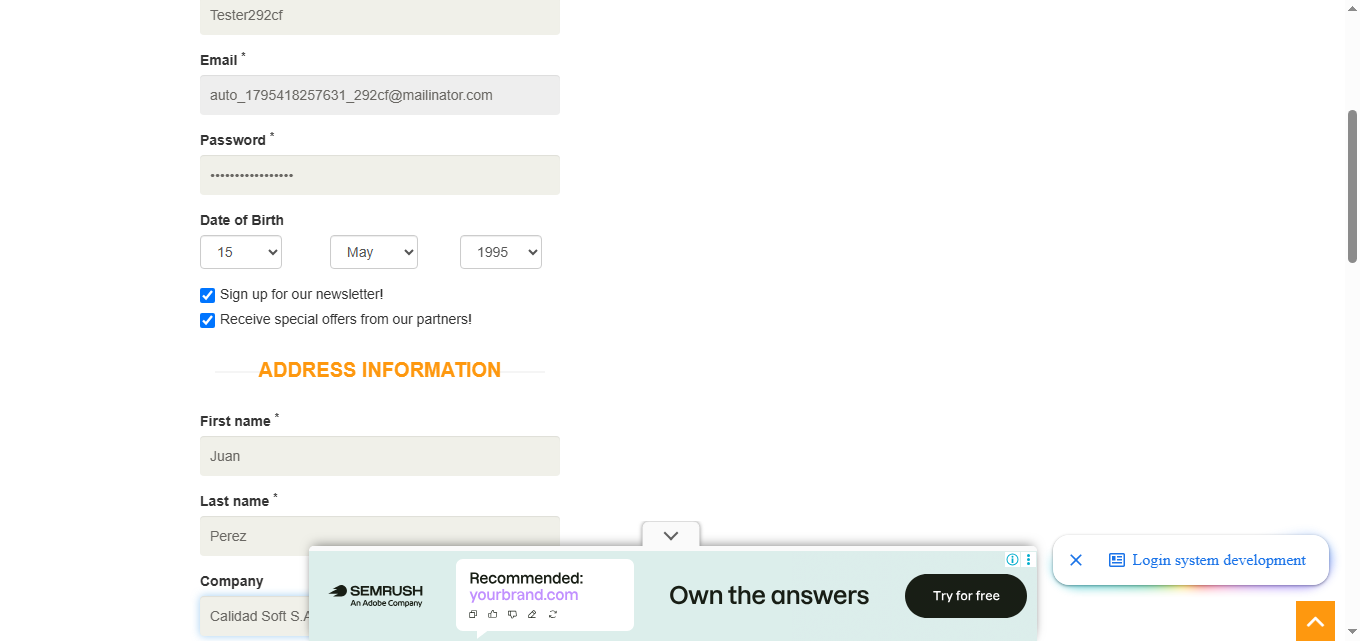 Tester292cf
Email *
auto_1795418257631_292cf@mailinator.com
Password *
•••••••••••••••••
Date of Birth
15 May 1995
Sign up for our newsletter!
Receive special offers from our partners!
ADDRESS INFORMATION
First name *
Juan
Last name *
Perez
Company
Calidad Soft S.A
SEMRUSH
An Adobe Company
Recommended:
yourbrand.com
Own the answers
Try for free
Login system development